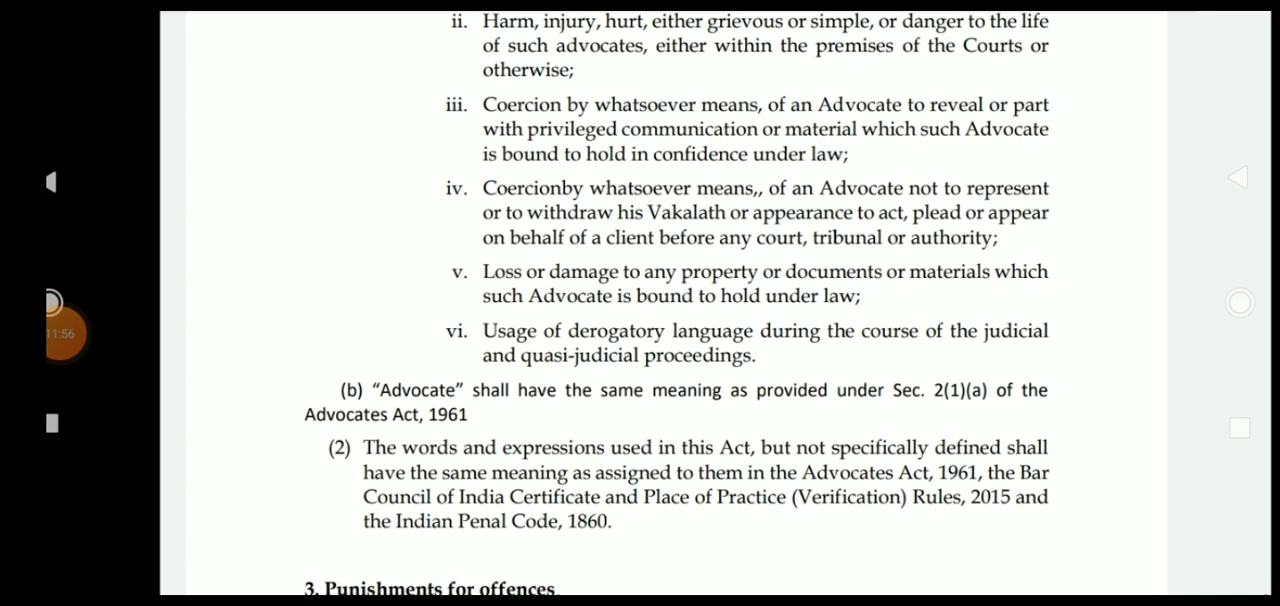 ii. Harm, injury, hurt, either grievous or simple, or danger to the life
of such advocates, either within the premises of the Courts or
otherwise;
iii. Coercion by whatsoever means, of an Advocate to reveal or part
with privileged communication or material which such Advocate
is bound to hold in confidence under law;
iv. Coercionby whatsoever means,, of an Advocate not to represent
or to withdraw his Vakalath or appearance to act, plead or appear
on behalf of a client before any court, tribunal or authority;
v. Loss or damage to any property or documents or materials which
such Advocate is bound to hold under law;
vi. Usage of derogatory language during the course of the judicial
and quasi-judicial proceedings.
(b) “Advocate” shall have the same meaning as provided under Sec. 2(1)(a) of the
Advocates Act, 1961
(2) The words and expressions used in this Act, but not specifically defined shall
have the same meaning as assigned to them in the Advocates Act, 1961, the Bar
Council of India Certificate and Place of Practice (Verification) Rules, 2015 and
the Indian Penal Code, 1860.
3. Punishments for offences
11:56